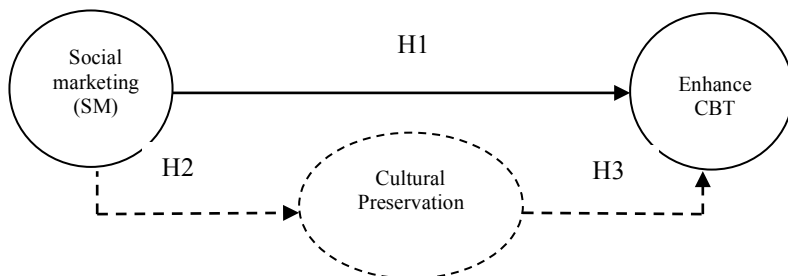 H1
Social
marketing
(SM)
Enhance
CBT
H2
Cultural
Preservation
H3